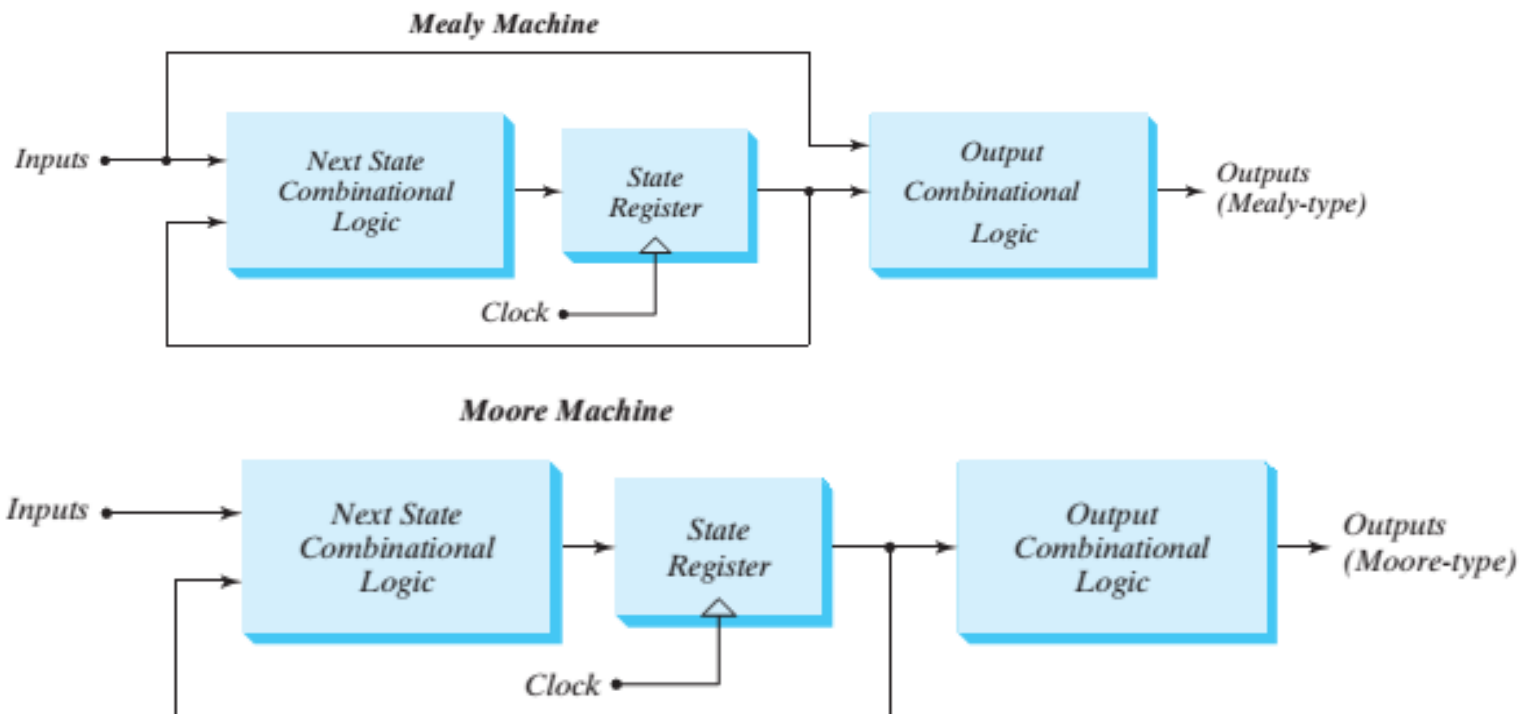 Mealy Machine
Inputs
Next State
Combinational
Logic
State
Register
Clock
Output
Combinational
Logic
Outputs
(Mealy-type)
Moore Machine
Inputs
Next State
Combinational
Logic
State
Register
Clock
Output
Combinational
Logic
Outputs
(Moore-type)